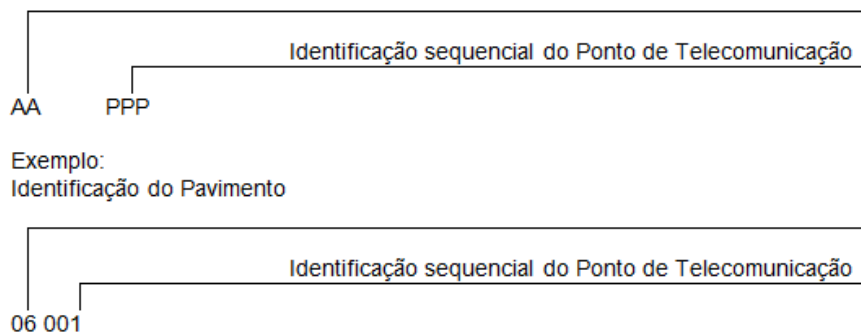 Identificação sequencial do Ponto de Telecomunicação
AA PPP
Exemplo:
Identificação do Pavimento
Identificação sequencial do Ponto de Telecomunicação
06 001